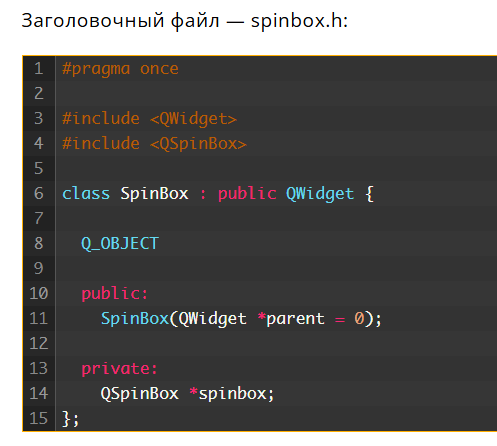 Заголовочный файл — spinbox.h:
1 #pragma once
2
3 #include <QWidget>
4 #include <QSpinBox>
5
6 class SpinBox : public QWidget {
7
8   Q_OBJECT
9
10   public:
11     SpinBox(QWidget *parent = 0);
12
13   private:
14     QSpinBox *spinbox;
15 };